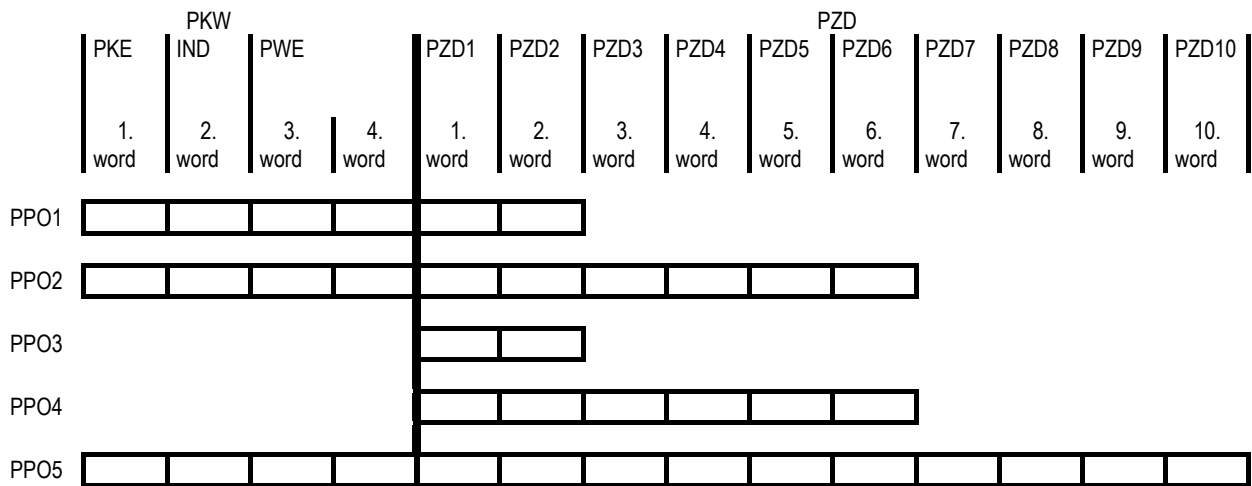 PKW PZD
PKE IND PWE PZD1 PZD2 PZD3 PZD4 PZD5 PZD6 PZD7 PZD8 PZD9 PZD10
1. 2. 3. 4. 1. 2. 3. 4. 5. 6. 7. 8. 9. 10.
word word word word word word word word word word word word word word
PPO1
PPO2
PPO3
PPO4
PPO5